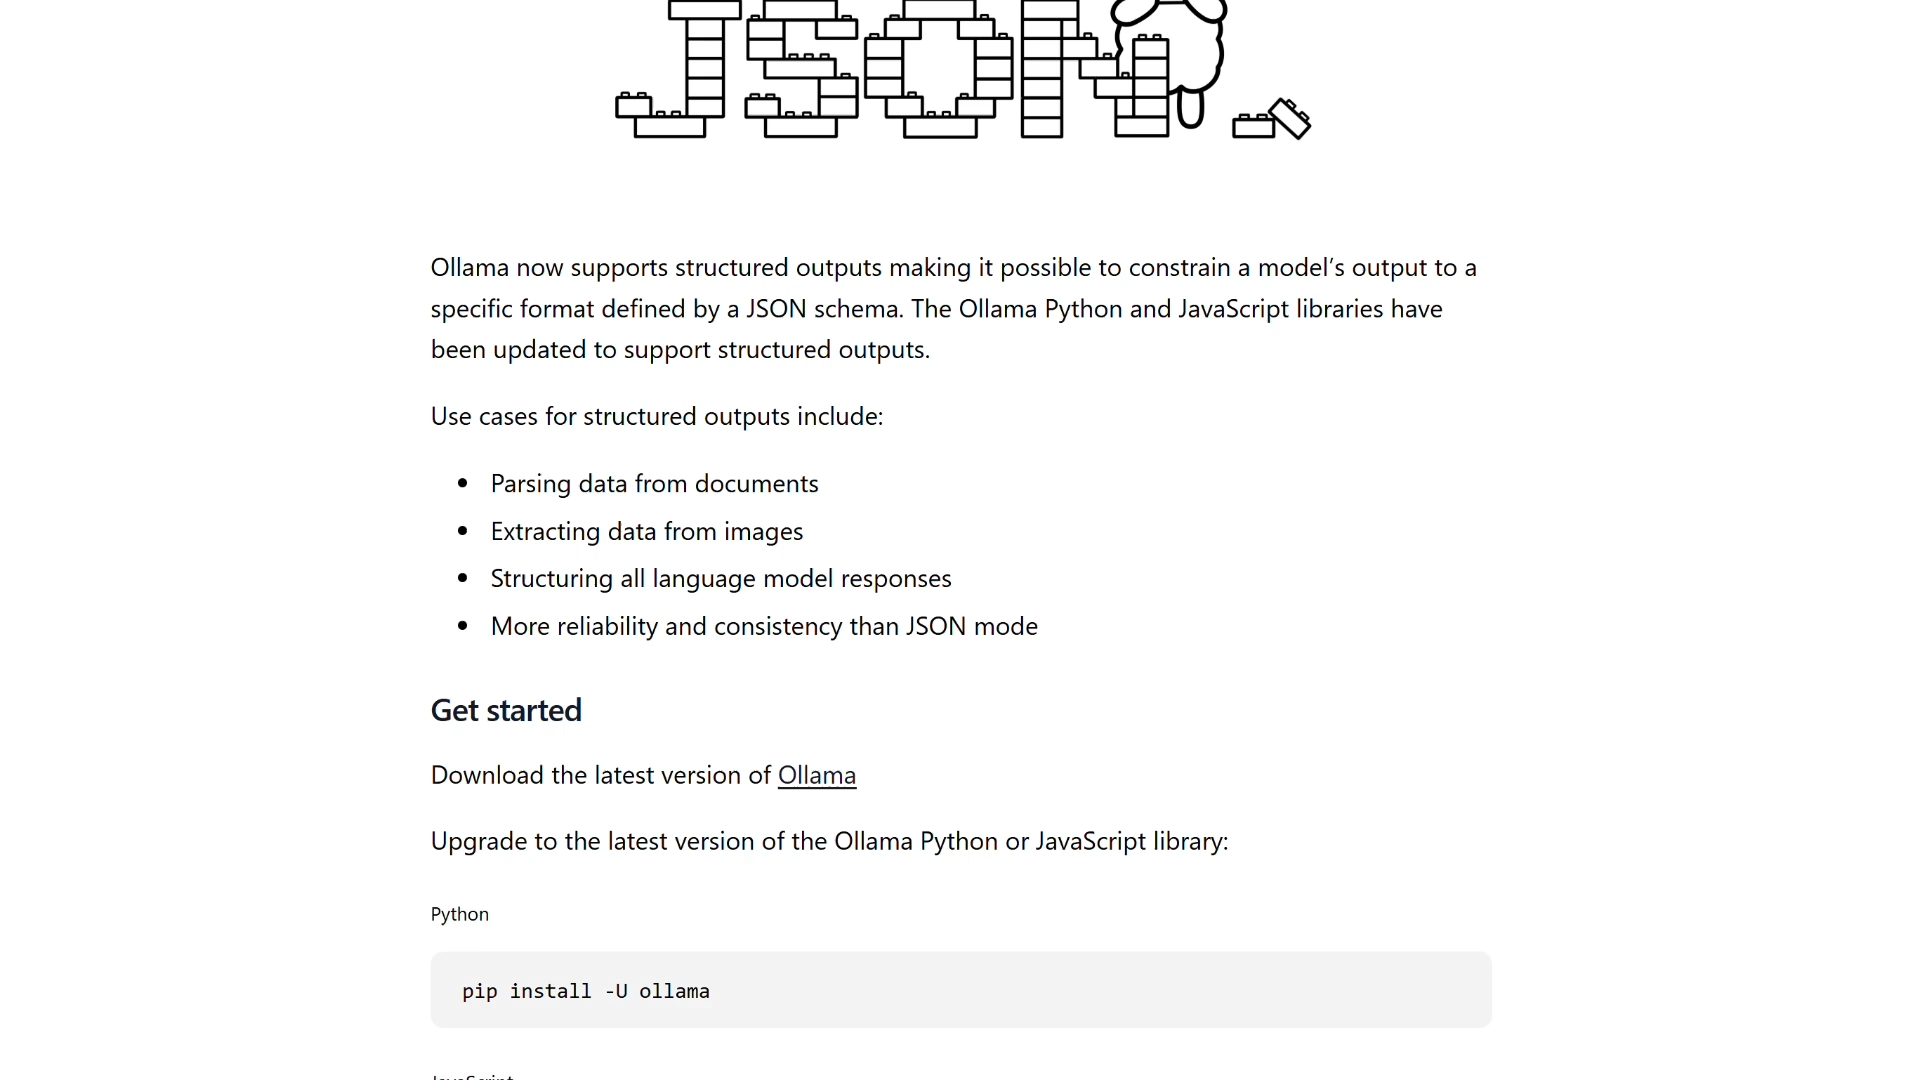 JSON
Ollama now supports structured outputs making it possible to constrain a model’s output to a
specific format defined by a JSON schema. The Ollama Python and JavaScript libraries have
been updated to support structured outputs.
Use cases for structured outputs include:
• Parsing data from documents
• Extracting data from images
• Structuring all language model responses
• More reliability and consistency than JSON mode
Get started
Download the latest version of Ollama
Upgrade to the latest version of the Ollama Python or JavaScript library:
Python
pip install -U ollama
JavaScript